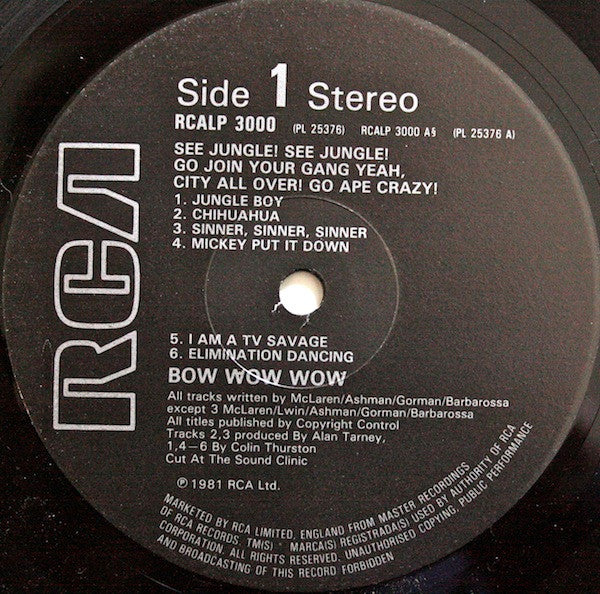 Side 1 Stereo
RCALP 3000 (PL 25376) RCALP 3000 A§ (PL 25376 A)
SEE JUNGLE! SEE JUNGLE!
GO JOIN YOUR GANG YEAH,
CITY ALL OVER! GO APE CRAZY!
1. JUNGLE BOY
2. CHIHUAHUA
3. SINNER, SINNER, SINNER
4. MICKEY PUT IT DOWN
RCA
5. I AM A TV SAVAGE
6. ELIMINATION DANCING
BOW WOW WOW
All tracks written by McLaren/Ashman/Gorman/Barbarossa
except 3 McLaren/Lwin/Ashman/Gorman/Barbarossa
All titles published by Copyright Control
Tracks 2,3 produced By Alan Tarney,
1,4–6 By Colin Thurston
Cut At The Sound Clinic
℗ 1981 RCA Ltd.
MARKETED BY RCA LIMITED, ENGLAND FROM MASTER RECORDINGS
OF RCA RECORDS. TM(S) ® MARCA(S) REGISTRADA(S) USED BY AUTHORITY OF RCA
CORPORATION. ALL RIGHTS RESERVED. UNAUTHORISED COPYING, PUBLIC PERFORMANCE
AND BROADCASTING OF THIS RECORD FORBIDDEN